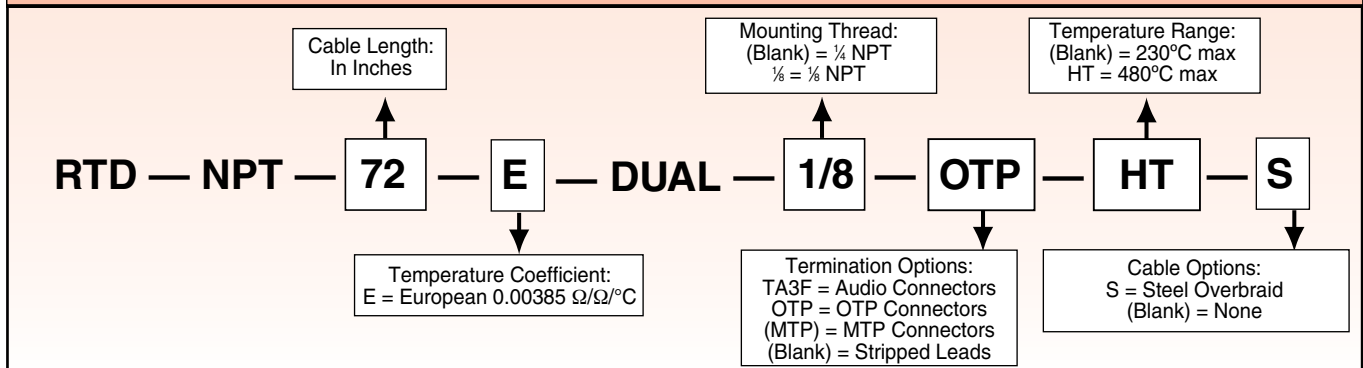 Cable Length:
In Inches
Mounting Thread:
(Blank) = ¼ NPT
⅛ = ⅛ NPT
Temperature Range:
(Blank) = 230°C max
HT = 480°C max
RTD — NPT — 72 — E — DUAL — 1/8 — OTP — HT — S
Temperature Coefficient:
E = European 0.00385 Ω/Ω/°C
Termination Options:
TA3F = Audio Connectors
OTP = OTP Connectors
(MTP) = MTP Connectors
(Blank) = Stripped Leads
Cable Options:
S = Steel Overbraid
(Blank) = None